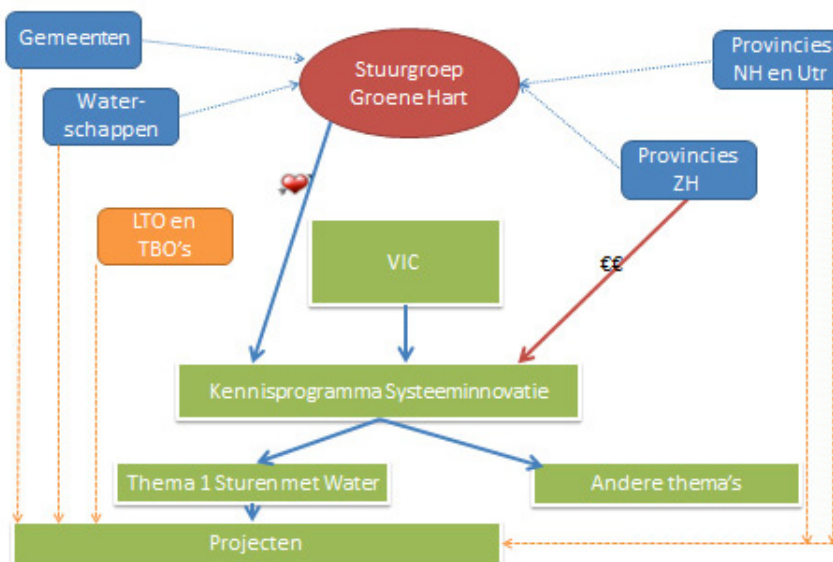 Gemeenten
Water-
schappen
LTO en
TBO's
Stuurgroep
Groene Hart
Provincies
NH en Utr
Provincies
ZH
VIC
€€
Kennisprogramma Systeeminnovatie
Thema 1 Sturen met Water
Andere thema's
Projecten